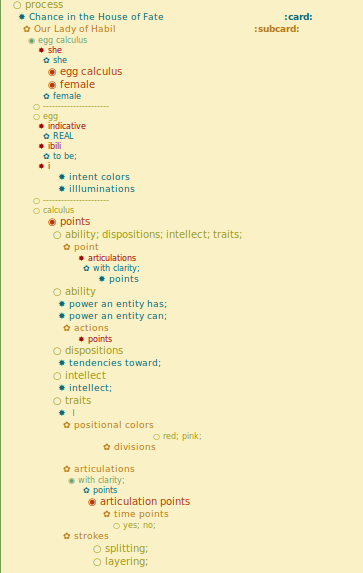 process
Chance in the House of Fate :card:
Our Lady of Habil :subcard:
egg calculus
she
she
egg calculus
female
female
----------------------
egg
indicative
REAL
ibili
to be;
i
intent colors
illluminations
----------------------
calculus
points
ability; dispositions; intellect; traits;
point
articulations
with clarity;
points
ability
power an entity has;
power an entity can;
actions
points
dispositions
tendencies toward;
intellect
intellect;
traits
I
positional colors
red; pink;
divisions
articulations
with clarity;
points
articulation points
time points
yes; no;
strokes
splitting;
layering;